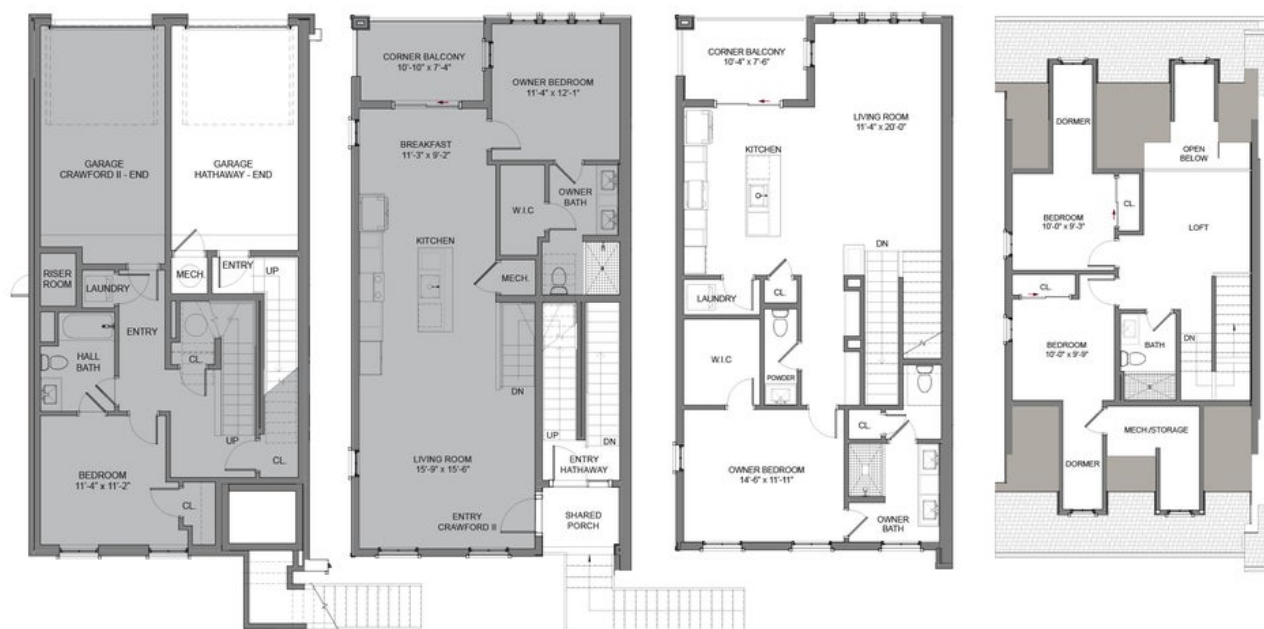 GARAGE
CRAWFORD II - END
GARAGE
HATHAWAY - END
RISER
ROOM
LAUNDRY
MECH.
ENTRY
UP
ENTRY
HALL
BATH
CL.
UP
CL.
BEDROOM
11'-4" x 11'-2"
CL.
CORNER BALCONY
10'-10" x 7'-4"
OWNER BEDROOM
11'-4" x 12'-1"
BREAKFAST
11'-3" x 9'-2"
W.I.C
OWNER
BATH
KITCHEN
MECH.
DN
UP
DN
LIVING ROOM
15'-9" x 15'-6"
ENTRY
HATHAWAY
ENTRY
CRAWFORD II
SHARED
PORCH
CORNER BALCONY
10'-4" x 7'-6"
LIVING ROOM
11'-4" x 20'-0"
KITCHEN
DN
LAUNDRY
CL.
W.I.C
POWDER
CL.
OWNER BEDROOM
14'-6" x 11'-11"
OWNER
BATH
DORMER
OPEN
BELOW
CL.
BEDROOM
10'-0" x 9'-3"
LOFT
CL.
BEDROOM
10'-0" x 9'-9"
BATH
DN
MECH./STORAGE
DORMER